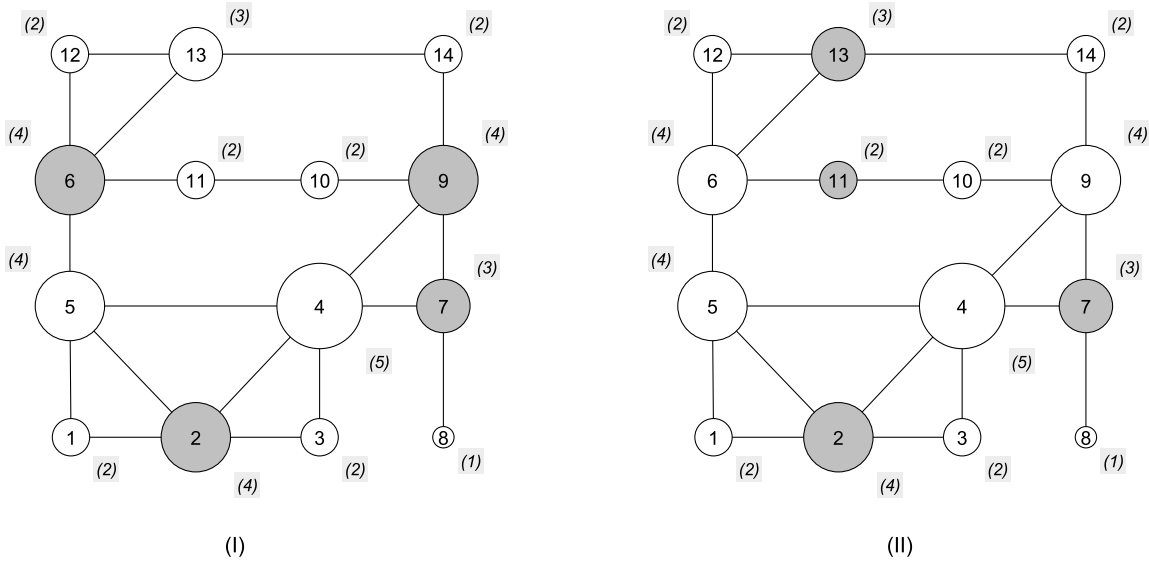 (2) (3) (2) (2) (3) (2)
12 13 14 12 13 14
(4) (2) (2) (4) (4) (2) (2) (4)
6 11 10 9 6 11 10 9
(4) (3) (4) (3)
5 4 7 5 4 7
(5) (5)
1 2 3 8 1 2 3 8
(2) (4) (2) (1) (2) (4) (2) (1)
(I) (II)